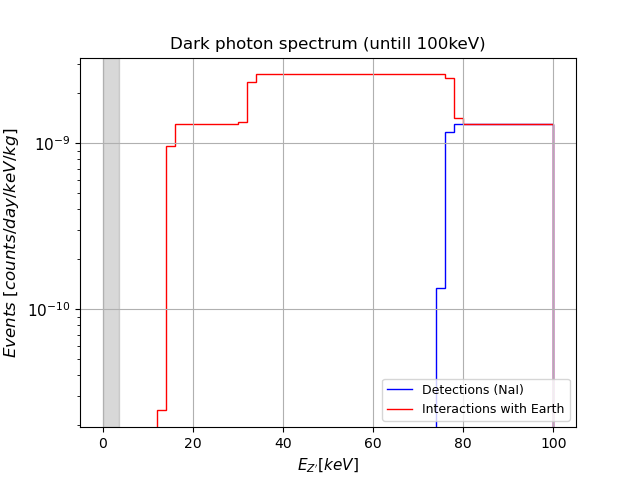 Dark photon spectrum (untill 100keV)
Events [counts/day/keV/kg]
10⁻⁹
10⁻¹⁰
Detections (NaI)
Interactions with Earth
0 20 40 60 80 100
E_Z′[keV]